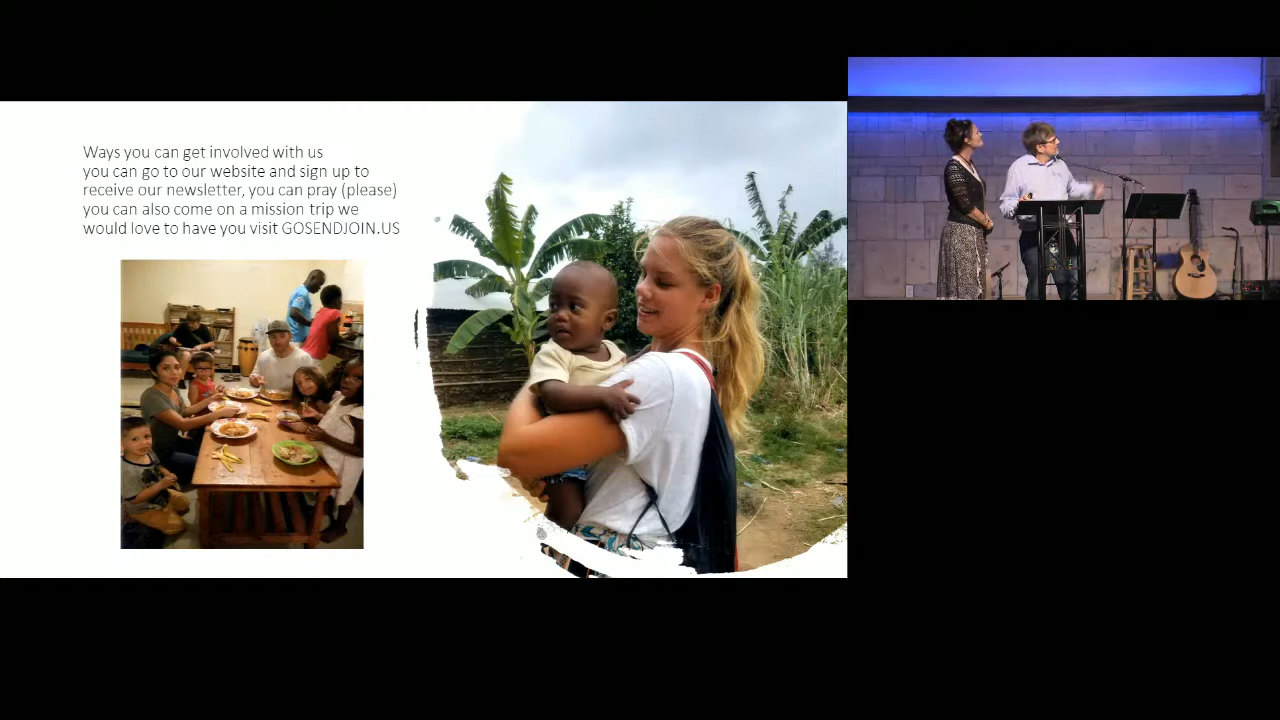 Ways you can get involved with us
you can go to our website and sign up to
receive our newsletter, you can pray (please)
you can also come on a mission trip we
would love to have you visit GOSENDJOIN.US